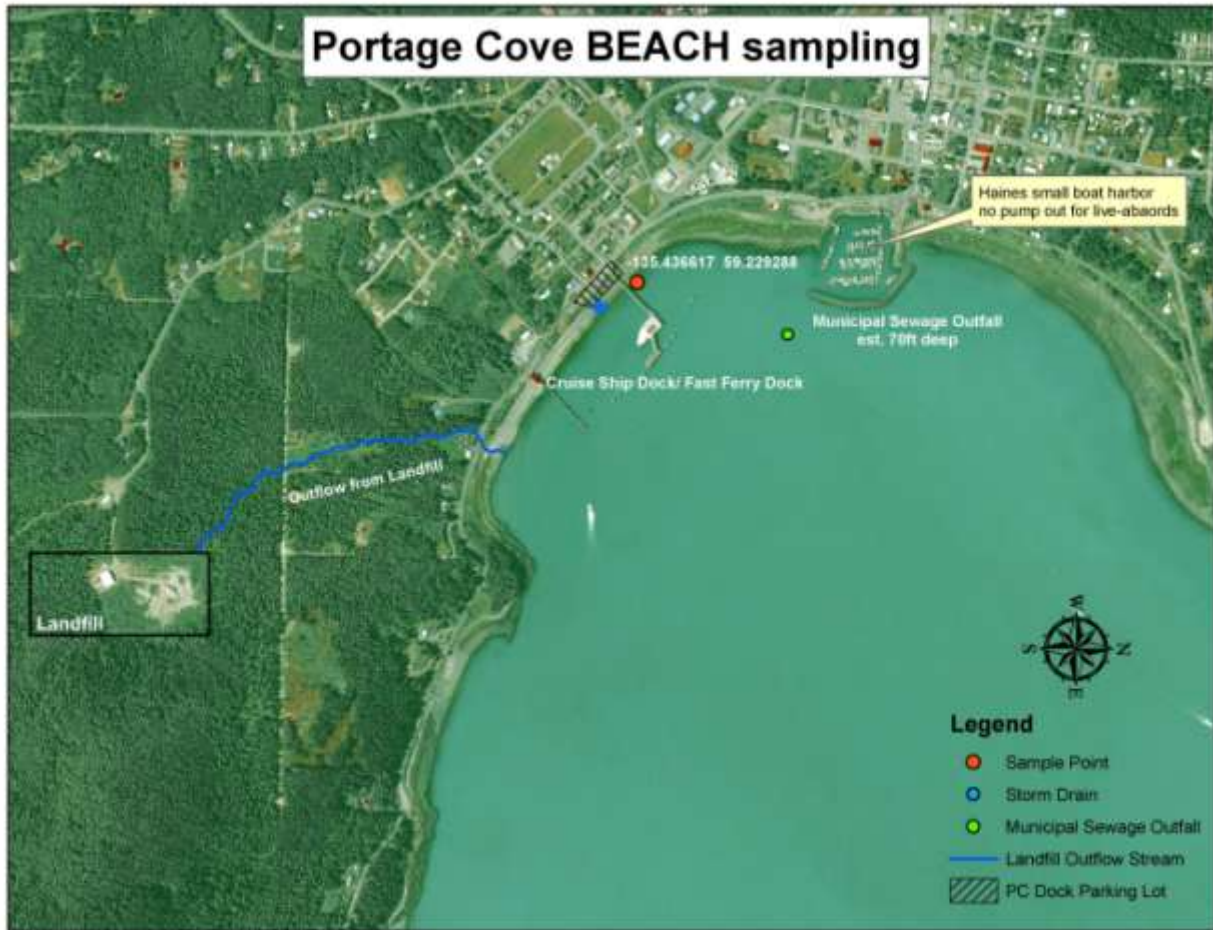 Portage Cove BEACH sampling
Haines small boat harbor
no pump out for live-abaords
-135.436617 59.229288
Municipal Sewage Outfall
est. 70ft deep
Cruise Ship Dock/ Fast Ferry Dock
Outflow from Landfill
Landfill
W
S
N
E
Legend
Sample Point
Storm Drain
Municipal Sewage Outfall
Landfill Outflow Stream
PC Dock Parking Lot